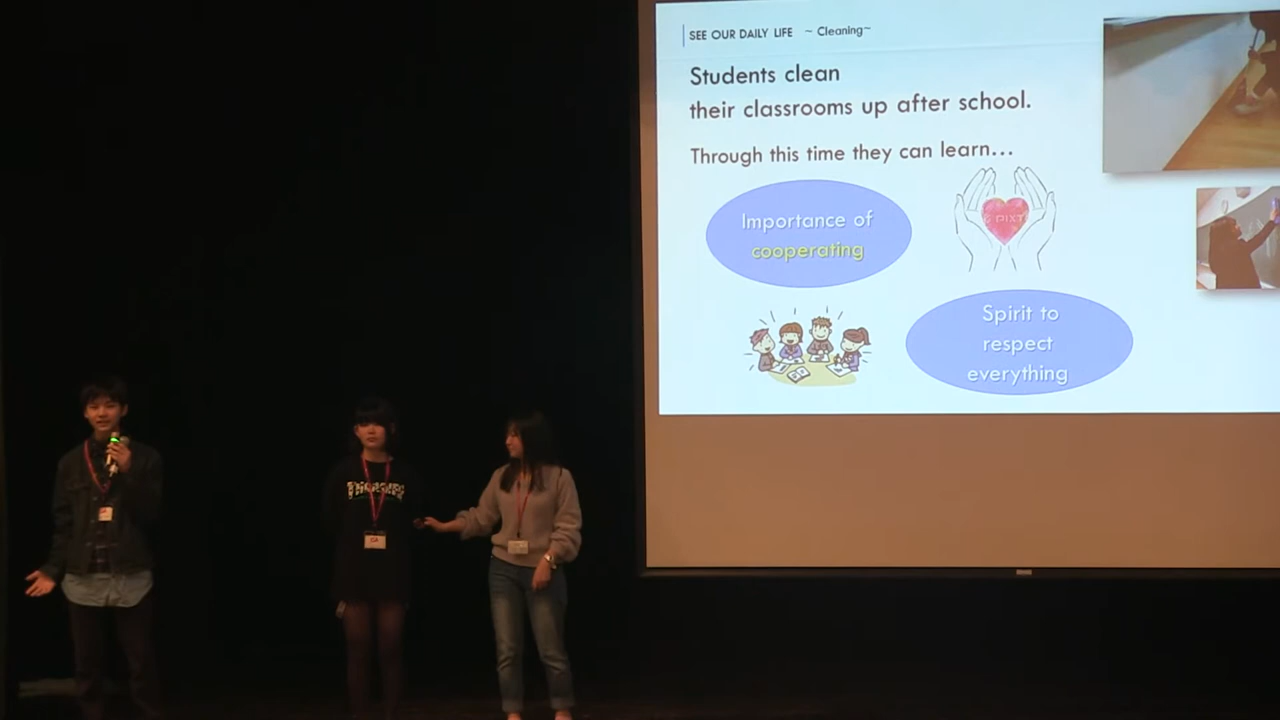 SEE OUR DAILY LIFE ~ Cleaning~
Students clean
their classrooms up after school.
Through this time they can learn...
Importance of
cooperating
Spirit to
respect
everything
THRASHER